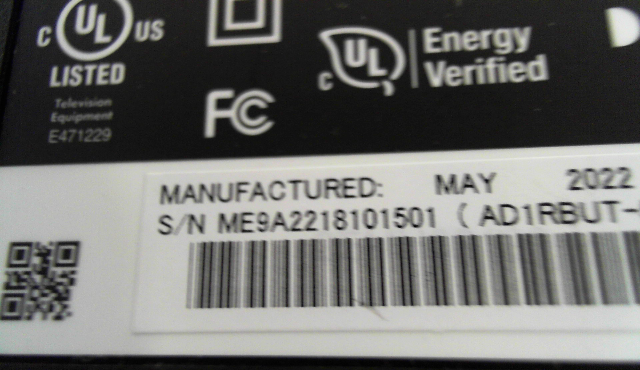 c UL US
LISTED
Television
Equipment
E471229
FC
c UL Energy
Verified
MANUFACTURED: MAY 2022
S/N ME9A2218101501 ( AD1RBUT-